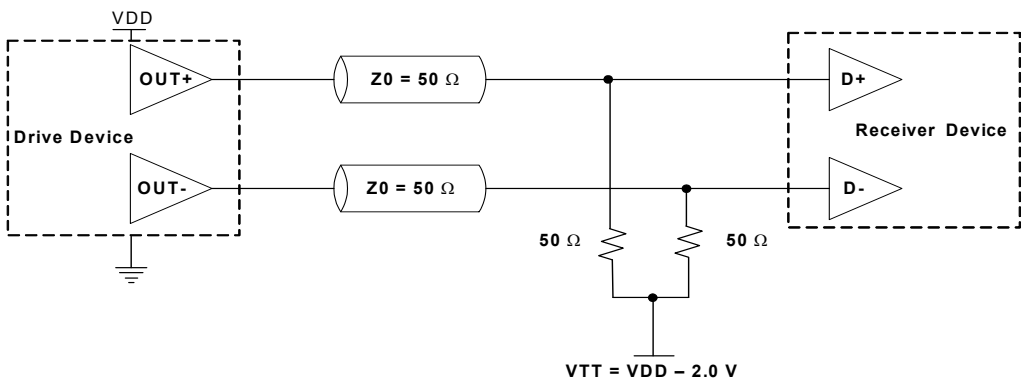 VDD
OUT+
Z0 = 50 Ω
D+
Drive Device
Receiver Device
OUT-
Z0 = 50 Ω
D-
50 Ω
50 Ω
VTT = VDD – 2.0 V